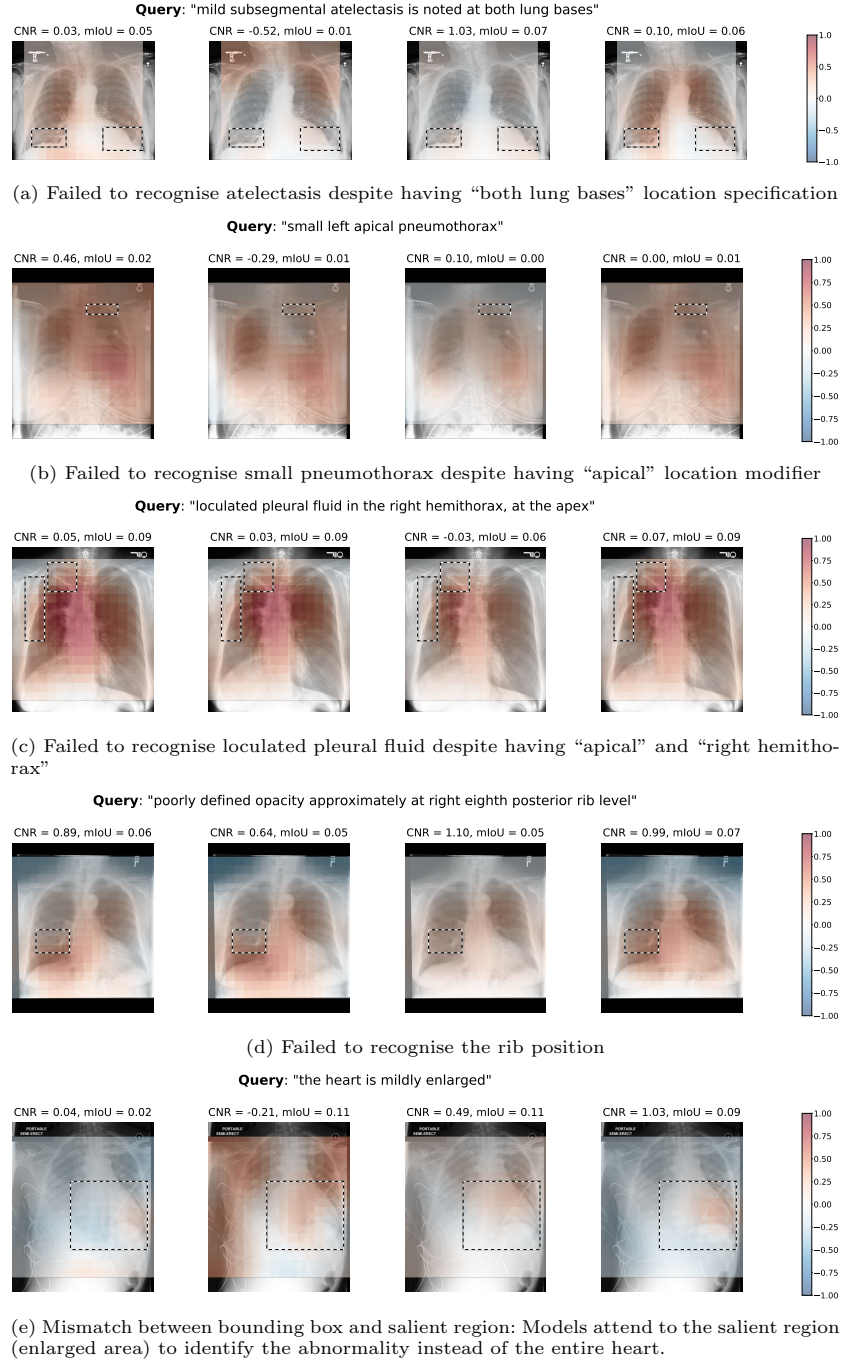 Query: "mild subsegmental atelectasis is noted at both lung bases"
CNR = 0.03, mIoU = 0.05 CNR = -0.52, mIoU = 0.01 CNR = 1.03, mIoU = 0.07 CNR = 0.10, mIoU = 0.06
1.0
0.5
0.0
−0.5
−1.0
(a) Failed to recognise atelectasis despite having “both lung bases” location specification
Query: "small left apical pneumothorax"
CNR = 0.46, mIoU = 0.02 CNR = -0.29, mIoU = 0.01 CNR = 0.10, mIoU = 0.00 CNR = 0.00, mIoU = 0.01
1.00
0.75
0.50
0.25
0.00
−0.25
−0.50
−0.75
−1.00
(b) Failed to recognise small pneumothorax despite having “apical” location modifier
Query: "loculated pleural fluid in the right hemithorax, at the apex"
CNR = 0.05, mIoU = 0.09 CNR = 0.03, mIoU = 0.09 CNR = -0.03, mIoU = 0.06 CNR = 0.07, mIoU = 0.09
1.00
0.75
0.50
0.25
0.00
−0.25
−0.50
−0.75
−1.00
(c) Failed to recognise loculated pleural fluid despite having “apical” and “right hemitho-
rax”
Query: "poorly defined opacity approximately at right eighth posterior rib level"
CNR = 0.89, mIoU = 0.06 CNR = 0.64, mIoU = 0.05 CNR = 1.10, mIoU = 0.05 CNR = 0.99, mIoU = 0.07
1.00
0.75
0.50
0.25
0.00
−0.25
−0.50
−0.75
−1.00
(d) Failed to recognise the rib position
Query: "the heart is mildly enlarged"
CNR = 0.04, mIoU = 0.02 CNR = -0.21, mIoU = 0.11 CNR = 0.49, mIoU = 0.11 CNR = 1.03, mIoU = 0.09
PORTABLE PORTABLE PORTABLE PORTABLE
SEMI-ERECT SEMI-ERECT SEMI-ERECT SEMI-ERECT
1.00
0.75
0.50
0.25
0.00
−0.25
−0.50
−0.75
−1.00
(e) Mismatch between bounding box and salient region: Models attend to the salient region
(enlarged area) to identify the abnormality instead of the entire heart.